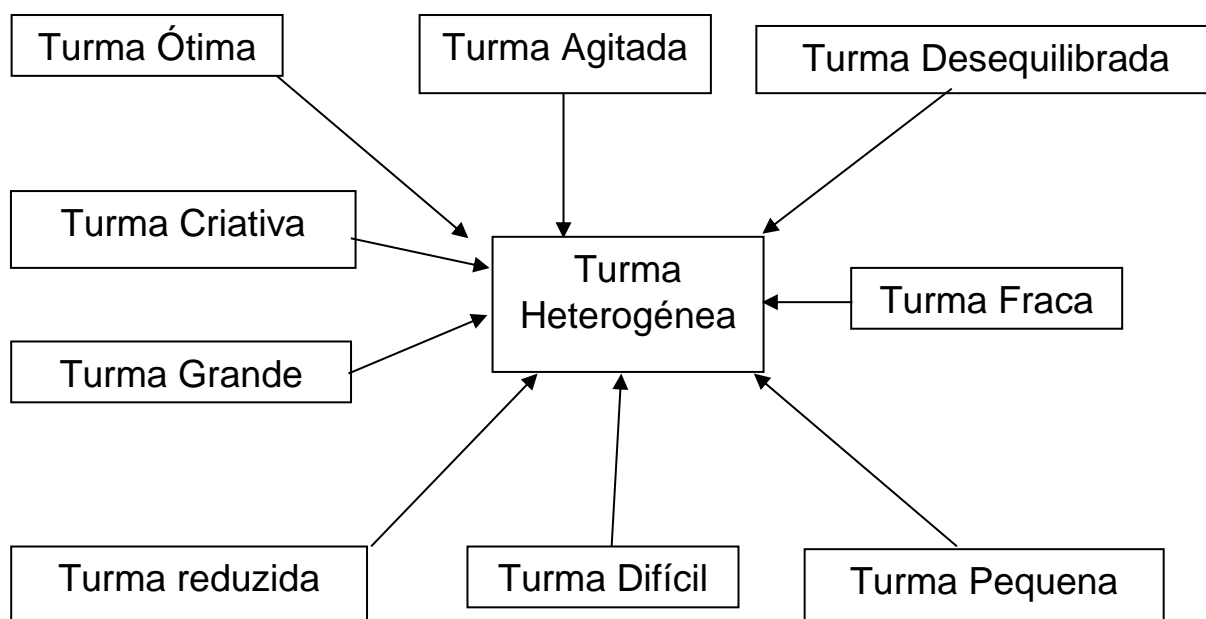 Turma Ótima
Turma Agitada
Turma Desequilibrada
Turma Criativa
Turma
Heterogénea
Turma Fraca
Turma Grande
Turma reduzida
Turma Difícil
Turma Pequena